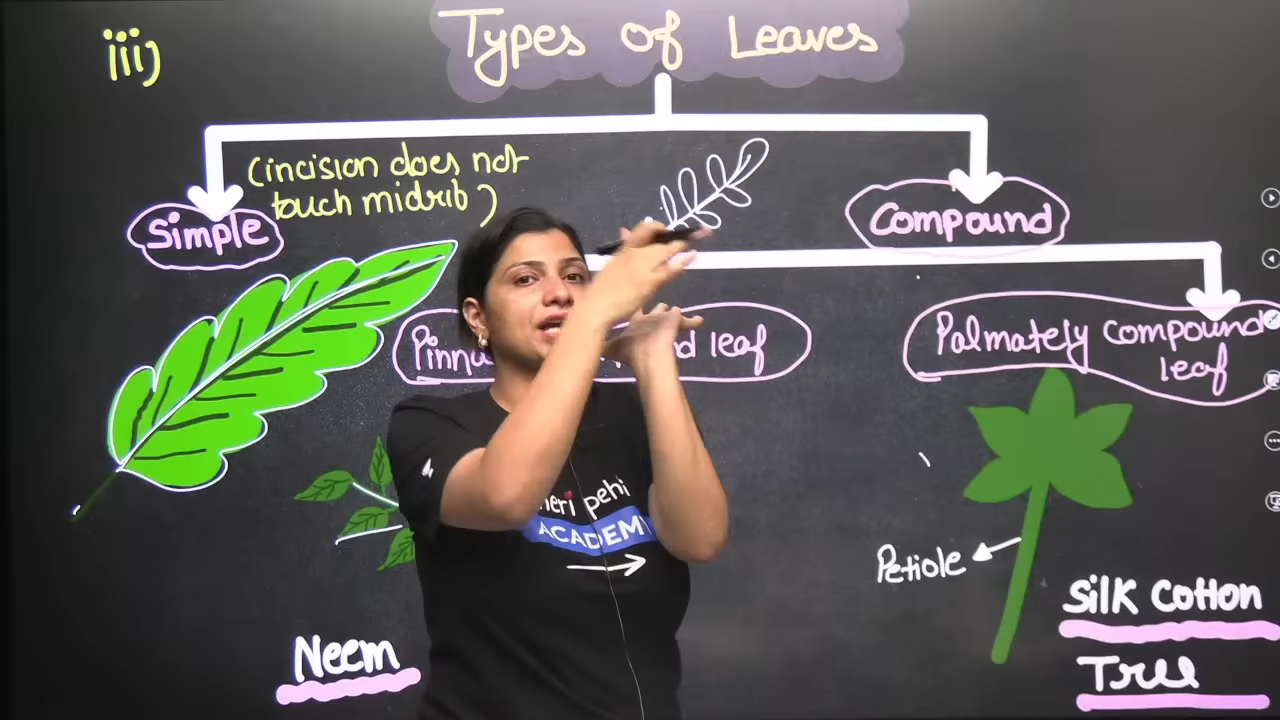 Types of Leaves
iii)
(incision does not
touch midrib)
Simple
Compound
leaf
Palmately compound
leaf
Petiole
Silk Cotton
Tree
Neem
pehi
ACADEMY